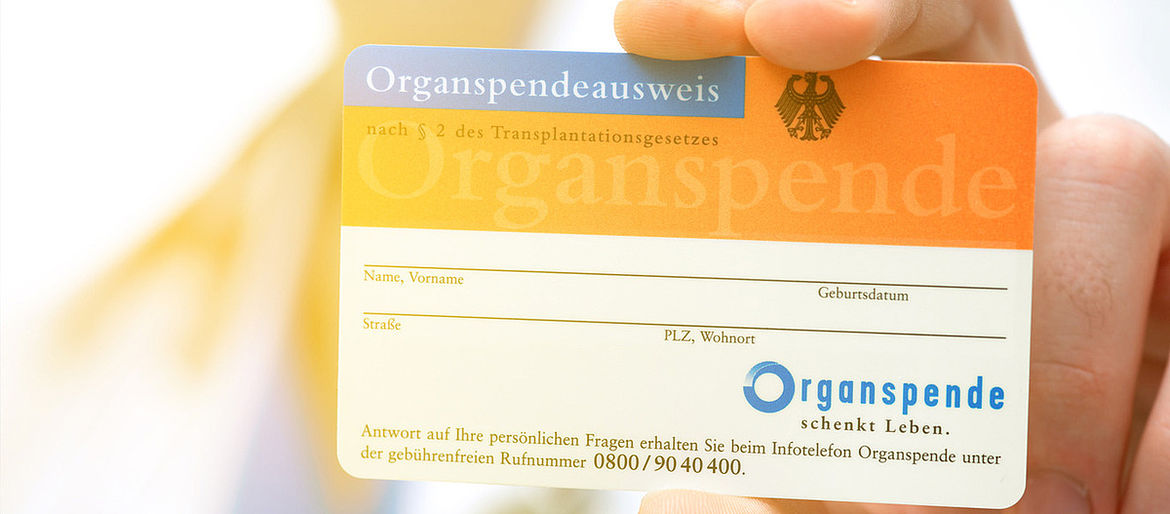 Organspendeausweis
nach § 2 des Transplantationsgesetzes
Organspende
Name, Vorname
Geburtsdatum
Straße
PLZ, Wohnort
Organspende
schenkt Leben.
Antwort auf Ihre persönlichen Fragen erhalten Sie beim Infotelefon Organspende unter
der gebührenfreien Rufnummer 0800/90 40 400.